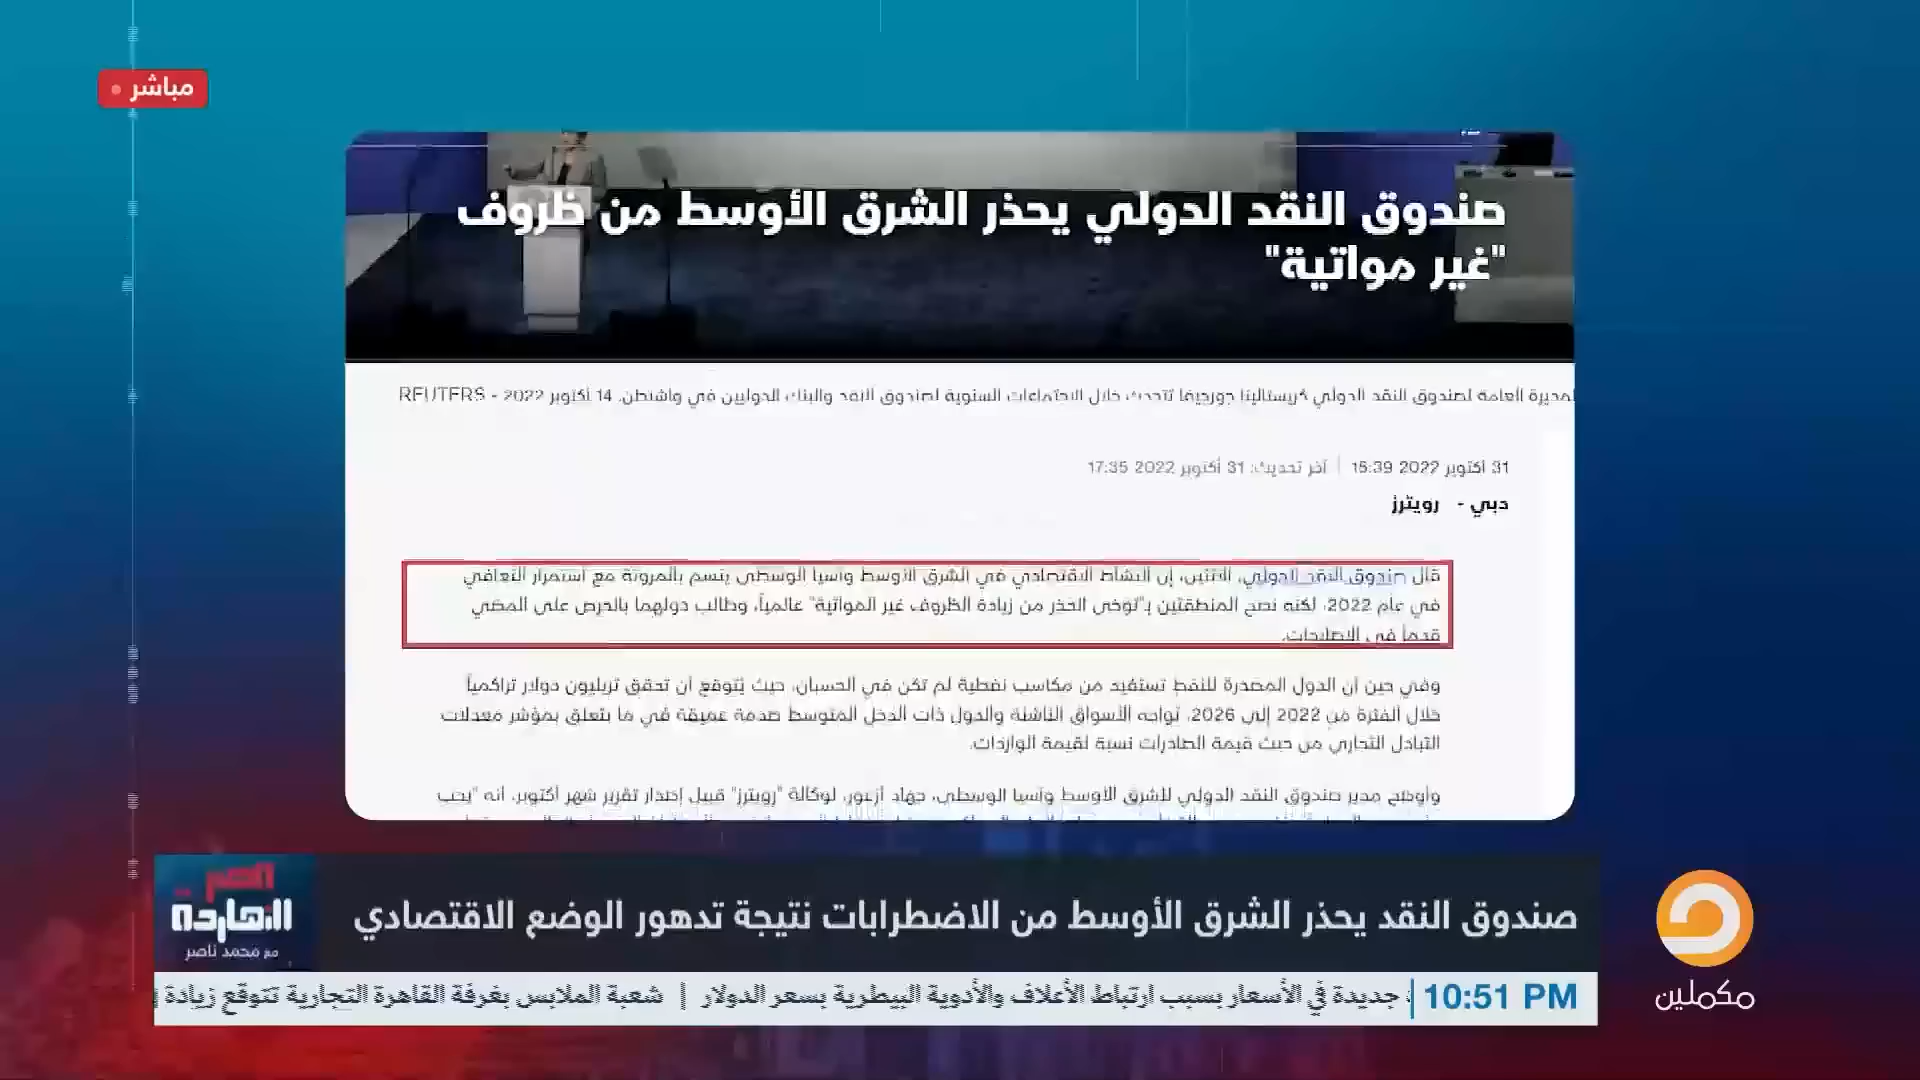 مباشر
صندوق النقد الدولي يحذر الشرق الأوسط من ظروف
"غير مواتية"
المديرة العامة لصندوق النقد الدولي كريستالينا جورجيفا تتحدث خلال الاجتماعات السنوية لصندوق النقد والبنك الدوليين في واشنطن. 14 أكتوبر 2022 - REUTERS
31 أكتوبر 2022 15:39 | آخر تحديث: 31 أكتوبر 2022 17:35
دبي - رويترز
قال صندوق النقد الدولي، الاثنين، إن النشاط الاقتصادي في الشرق الأوسط وآسيا الوسطى يتسم بالمرونة مع استمرار التعافي
في عام 2022، لكنه نصح المنطقتين بـ"توخي الحذر من زيادة الظروف غير المواتية" عالمياً، وطالب دولهما بالحرص على المضي
قدماً في الإصلاحات.
وفي حين أن الدول المصدرة للنفط تستفيد من مكاسب نفطية لم تكن في الحسبان، حيث يُتوقع أن تحقق تريليون دولار تراكمياً
خلال الفترة من 2022 إلى 2026، تواجه الأسواق الناشئة والدول ذات الدخل المتوسط صدمة عميقة في ما يتعلق بمؤشر معدلات
التبادل التجاري من حيث قيمة الصادرات نسبة لقيمة الواردات.
وأوضح مدير صندوق النقد الدولي للشرق الأوسط وآسيا الوسطى، جهاد أزعور، لوكالة "رويترز" قبيل إصدار تقرير شهر أكتوبر، أنه "يجب
مصر
النهاردة
مع محمد ناصر
صندوق النقد يحذر الشرق الأوسط من الاضطرابات نتيجة تدهور الوضع الاقتصادي
10:51 PM
جديدة في الأسعار بسبب ارتباط الأعلاف والأدوية البيطرية بسعر الدولار | شعبة الملابس بغرفة القاهرة التجارية تتوقع زيادة
مكملين